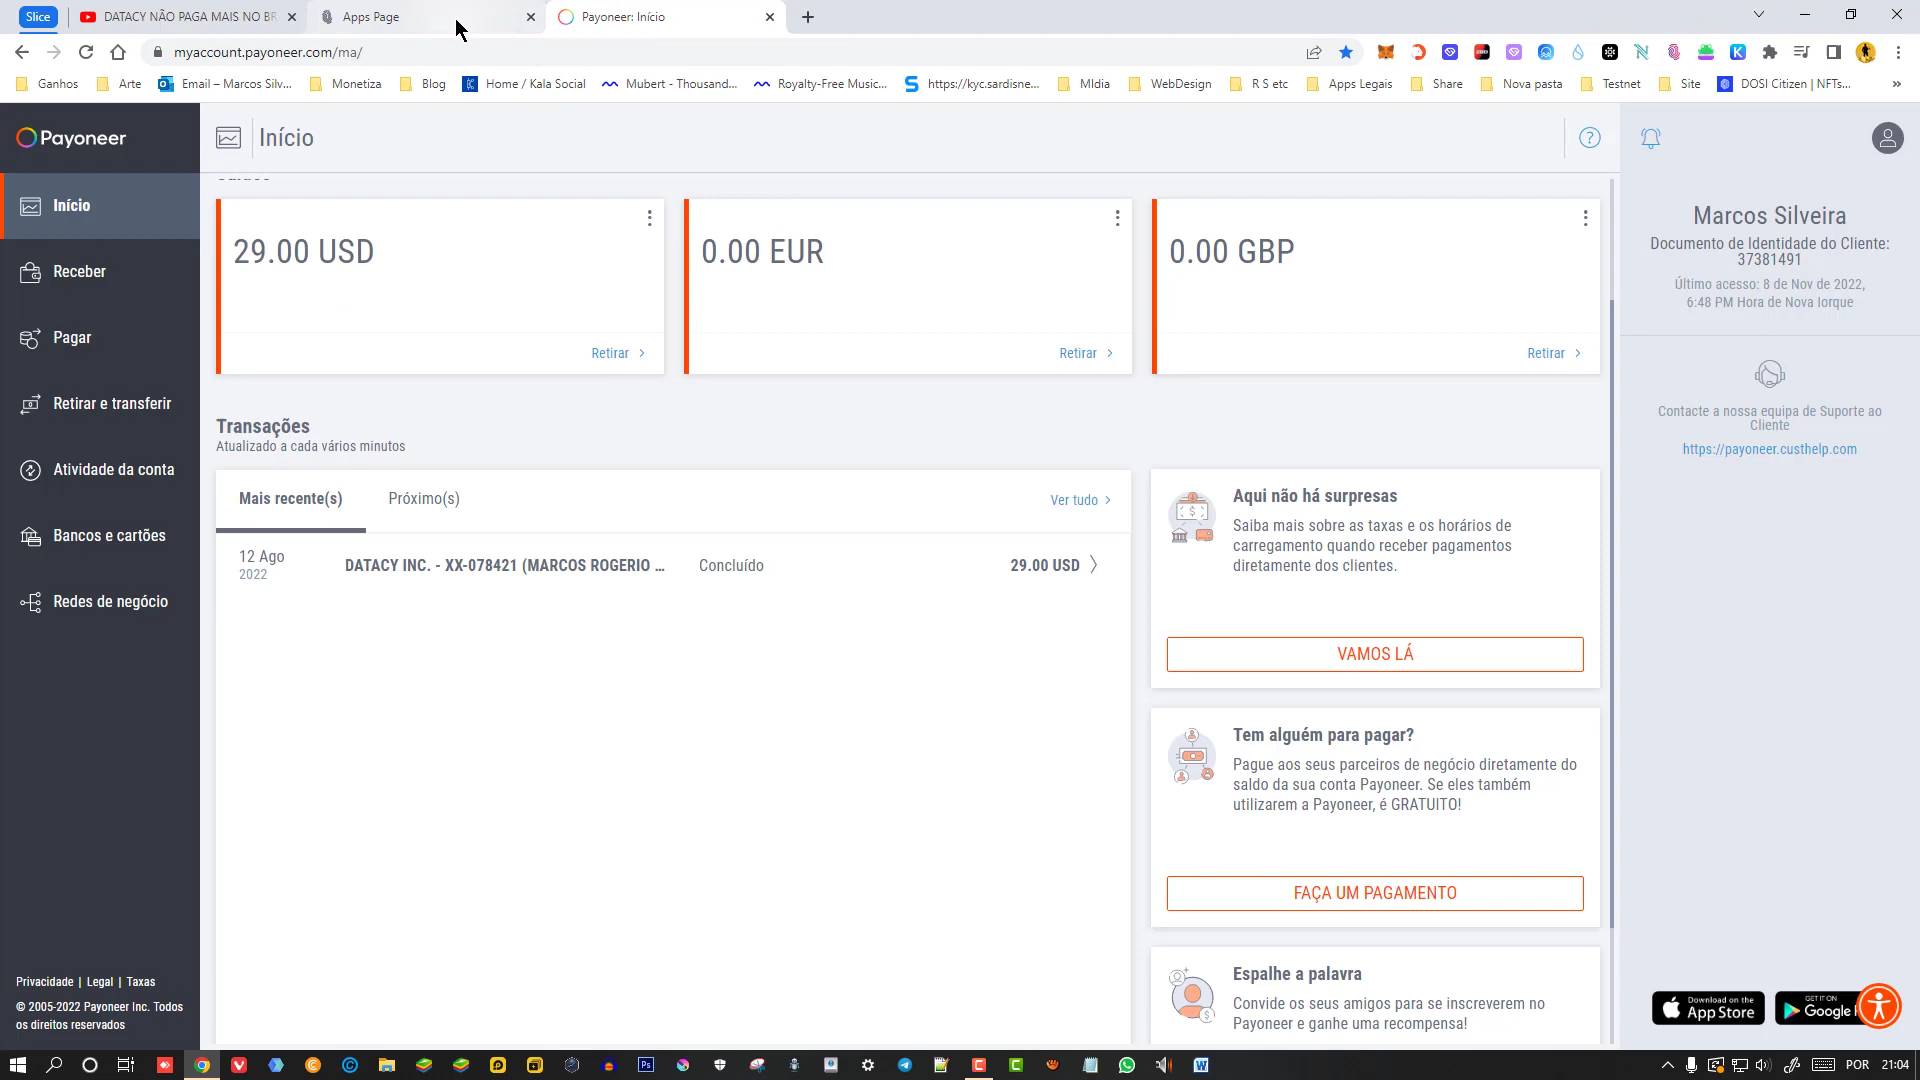 Slice
DATACY NÃO PAGA MAIS NO BR
Apps Page
Payoneer: Início
myaccount.payoneer.com/ma/
Ganhos
Arte
Email – Marcos Silv...
Monetiza
Blog
Home / Kala Social
Mubert - Thousand...
Royalty-Free Music...
https://kyc.sardisne...
MIdia
WebDesign
R S etc
Apps Legais
Share
Nova pasta
Testnet
Site
DOSI Citizen | NFTs...
Payoneer
Início
Receber
Pagar
Retirar e transferir
Atividade da conta
Bancos e cartões
Redes de negócio
Privacidade | Legal | Taxas
© 2005-2022 Payoneer Inc. Todos
os direitos reservados
Início
29.00 USD
Retirar
0.00 EUR
Retirar
0.00 GBP
Retirar
Transações
Atualizado a cada vários minutos
Mais recente(s)
Próximo(s)
Ver tudo
12 Ago
2022
DATACY INC. - XX-078421 (MARCOS ROGERIO ...
Concluído
29.00 USD
Aqui não há surpresas
Saiba mais sobre as taxas e os horários de
carregamento quando receber pagamentos
diretamente dos clientes.
VAMOS LÁ
Tem alguém para pagar?
Pague aos seus parceiros de negócio diretamente do
saldo da sua conta Payoneer. Se eles também
utilizarem a Payoneer, é GRATUITO!
FAÇA UM PAGAMENTO
Espalhe a palavra
Convide os seus amigos para se inscreverem no
Payoneer e ganhe uma recompensa!
Marcos Silveira
Documento de Identidade do Cliente:
37381491
Último acesso: 8 de Nov de 2022,
6:48 PM Hora de Nova Iorque
Contacte a nossa equipa de Suporte ao
Cliente
https://payoneer.custhelp.com
Download on the
App Store
GET IT ON
Google
POR
21:04